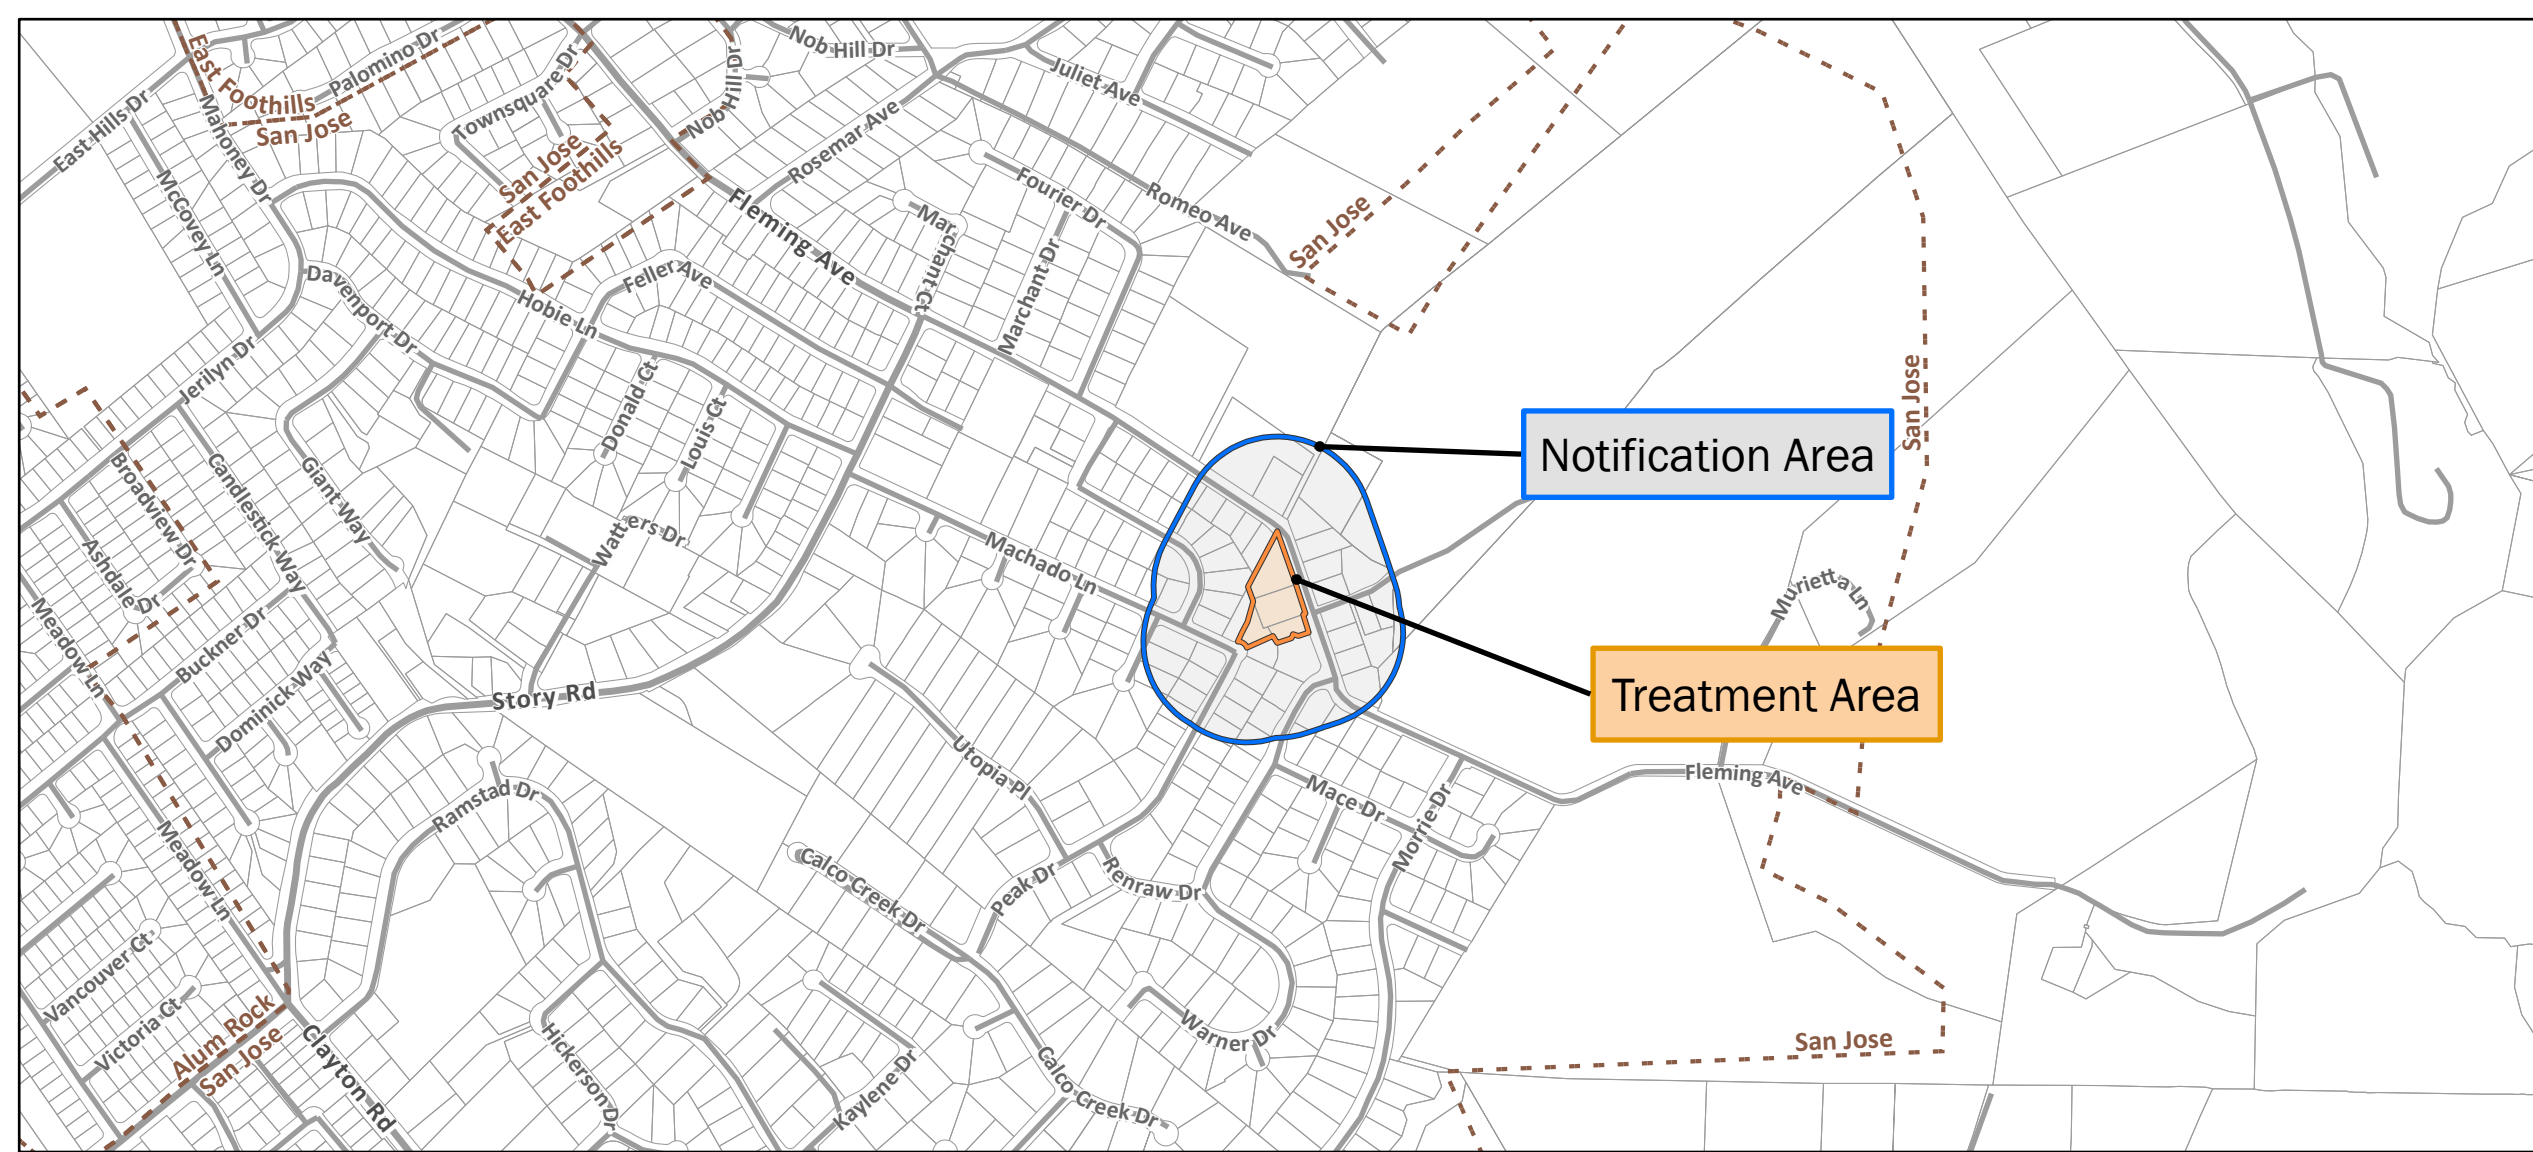 East Foothills
Palomino Dr
Nob Hill Dr
Nob Hill Dr
Juliet Ave
East Hills Dr
Mahoney Dr
San Jose
Townsquare Dr
San Jose
East Foothills
Rosemar Ave
McCovey Ln
Fleming Ave
Fourier Dr
Romeo Ave
San Jose
Marchant Ct
Marchant Dr
Davenport Dr
Hobie Ln
Feller Ave
Jerilyn Dr
Donald Ct
Louis Ct
San Jose
Notification Area
Broadview Dr
Candlestick Way
Giant Way
Watters Dr
Machado Ln
Ashdale Dr
Murietta Ln
Meadow Ln
Buckner Dr
Dominick Way
Story Rd
Treatment Area
Utopia Pl
Fleming Ave
Ramstad Dr
Mace Dr
Morrie Dr
Meadow Ln
Calco Creek Dr
Peak Dr
Renraw Dr
Vancouver Ct
Victoria Ct
Alum Rock
San Jose
Clayton Rd
Hickerson Dr
Kaylene Dr
Calco Creek Dr
Warner Dr
San Jose